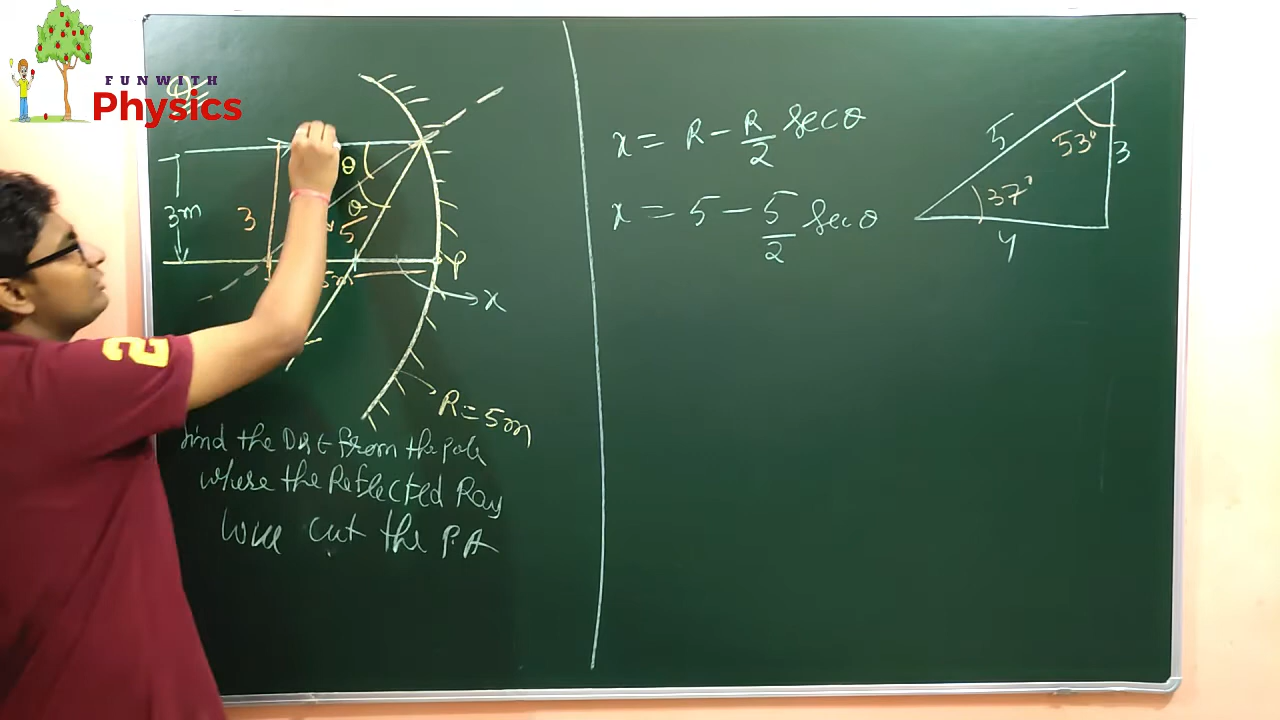 FUN WITH
Physics
Q
θ
3m
3
θ
5
5m
P
x
R = 5m
find the Dist from the pole
where the Reflected Ray
will cut the P.A
x = R - R/2 secθ
x = 5 - 5/2 secθ
5
53°
3
37°
4
2